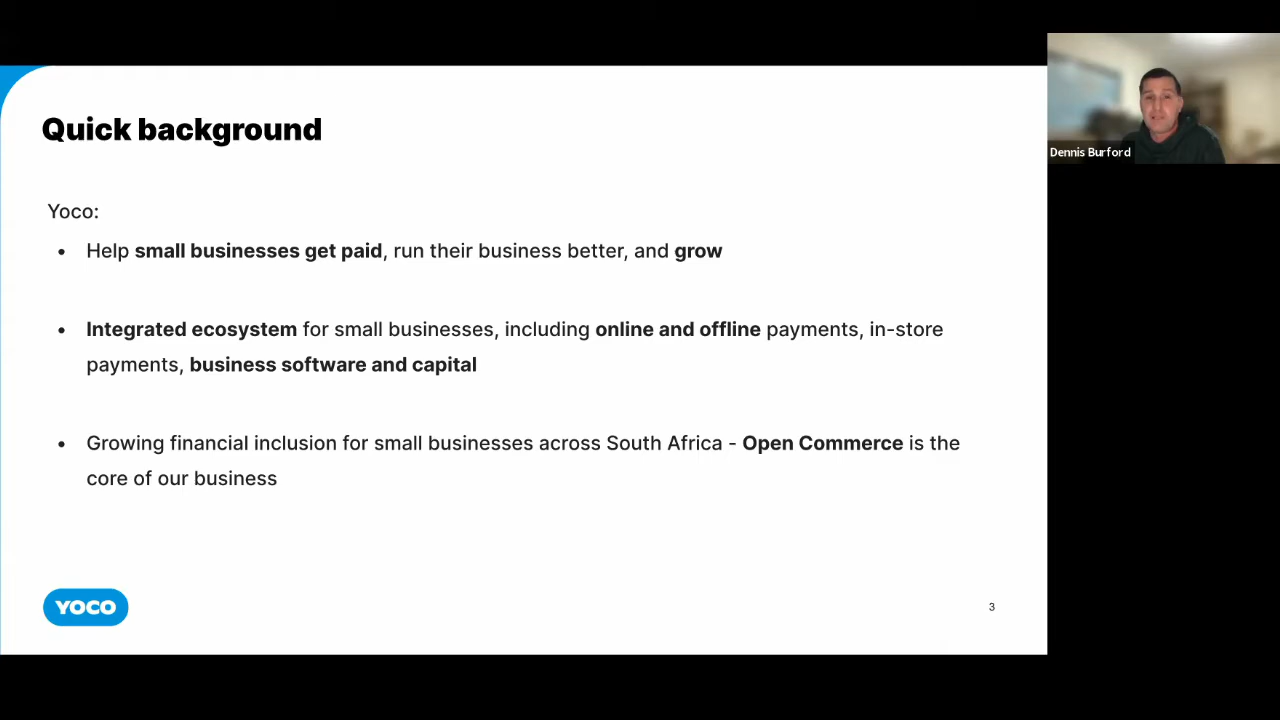 Quick background
Yoco:
• Help small businesses get paid, run their business better, and grow
• Integrated ecosystem for small businesses, including online and offline payments, in-store
payments, business software and capital
• Growing financial inclusion for small businesses across South Africa - Open Commerce is the
core of our business
YOCO
3
Dennis Burford